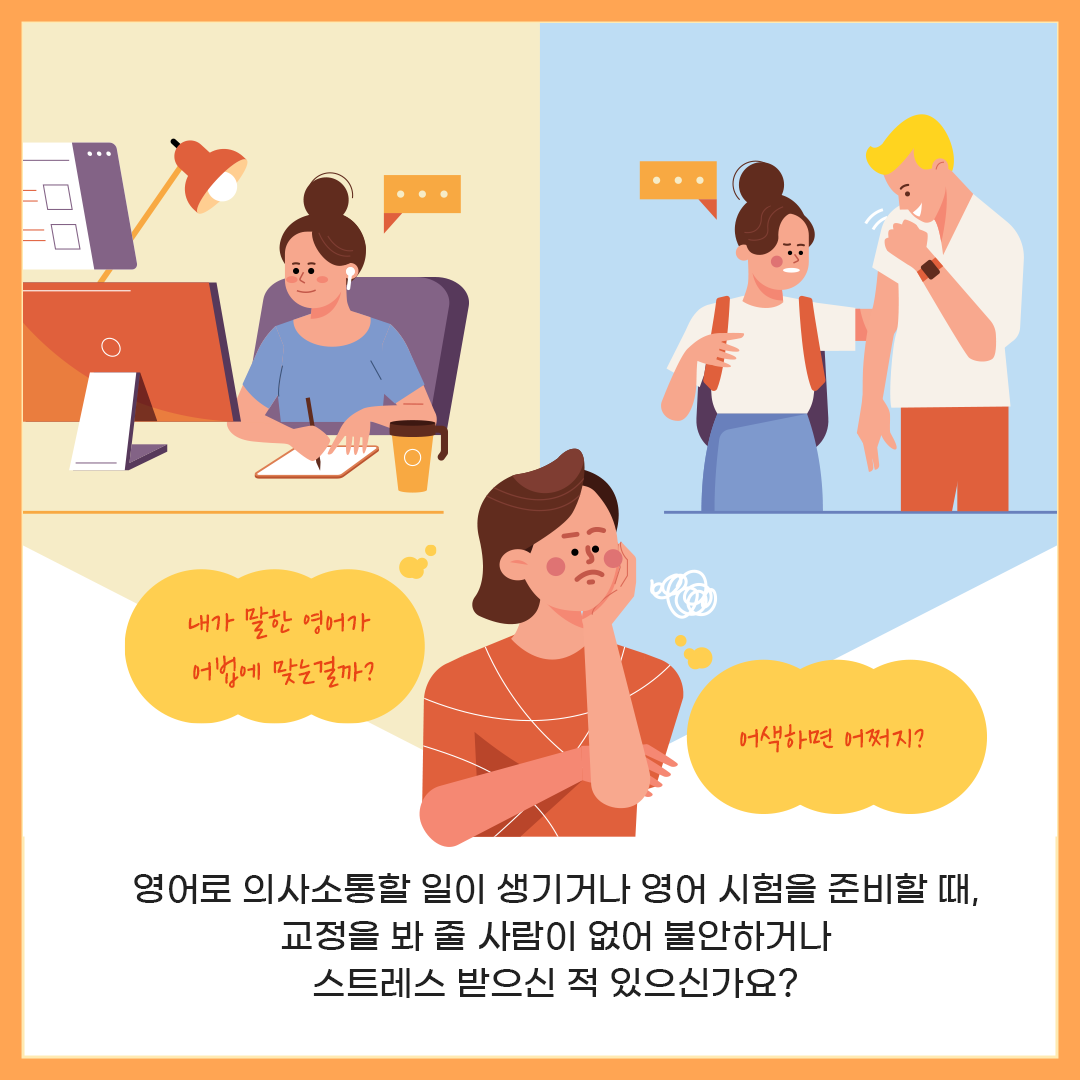 내가 말한 영어가
어법에 맞는걸까?
어색하면 어쩌지?
영어로 의사소통할 일이 생기거나 영어 시험을 준비할 때,
교정을 봐 줄 사람이 없어 불안하거나
스트레스 받으신 적 있으신가요?